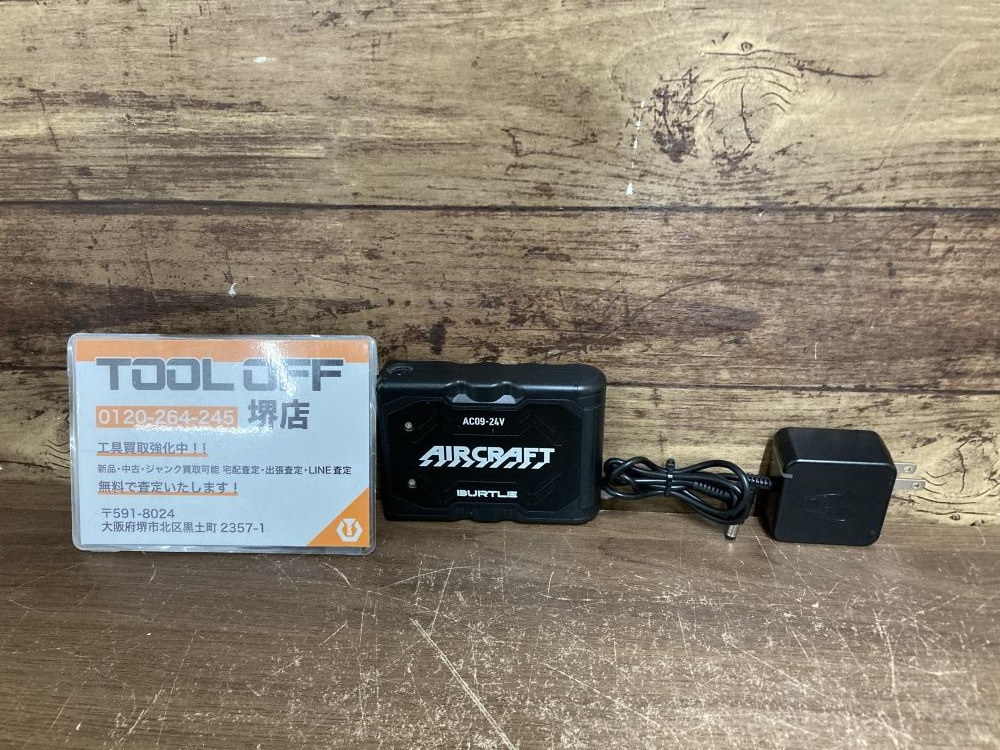 TOOL OFF
0120-264-245 堺店
工具買取強化中！！
新品・中古・ジャンク買取可能 宅配査定・出張査定・LINE査定
無料で査定いたします！
〒591-8024
大阪府堺市北区黒土町 2357-1
AC09-24V
AIRCRAFT
BURTLE